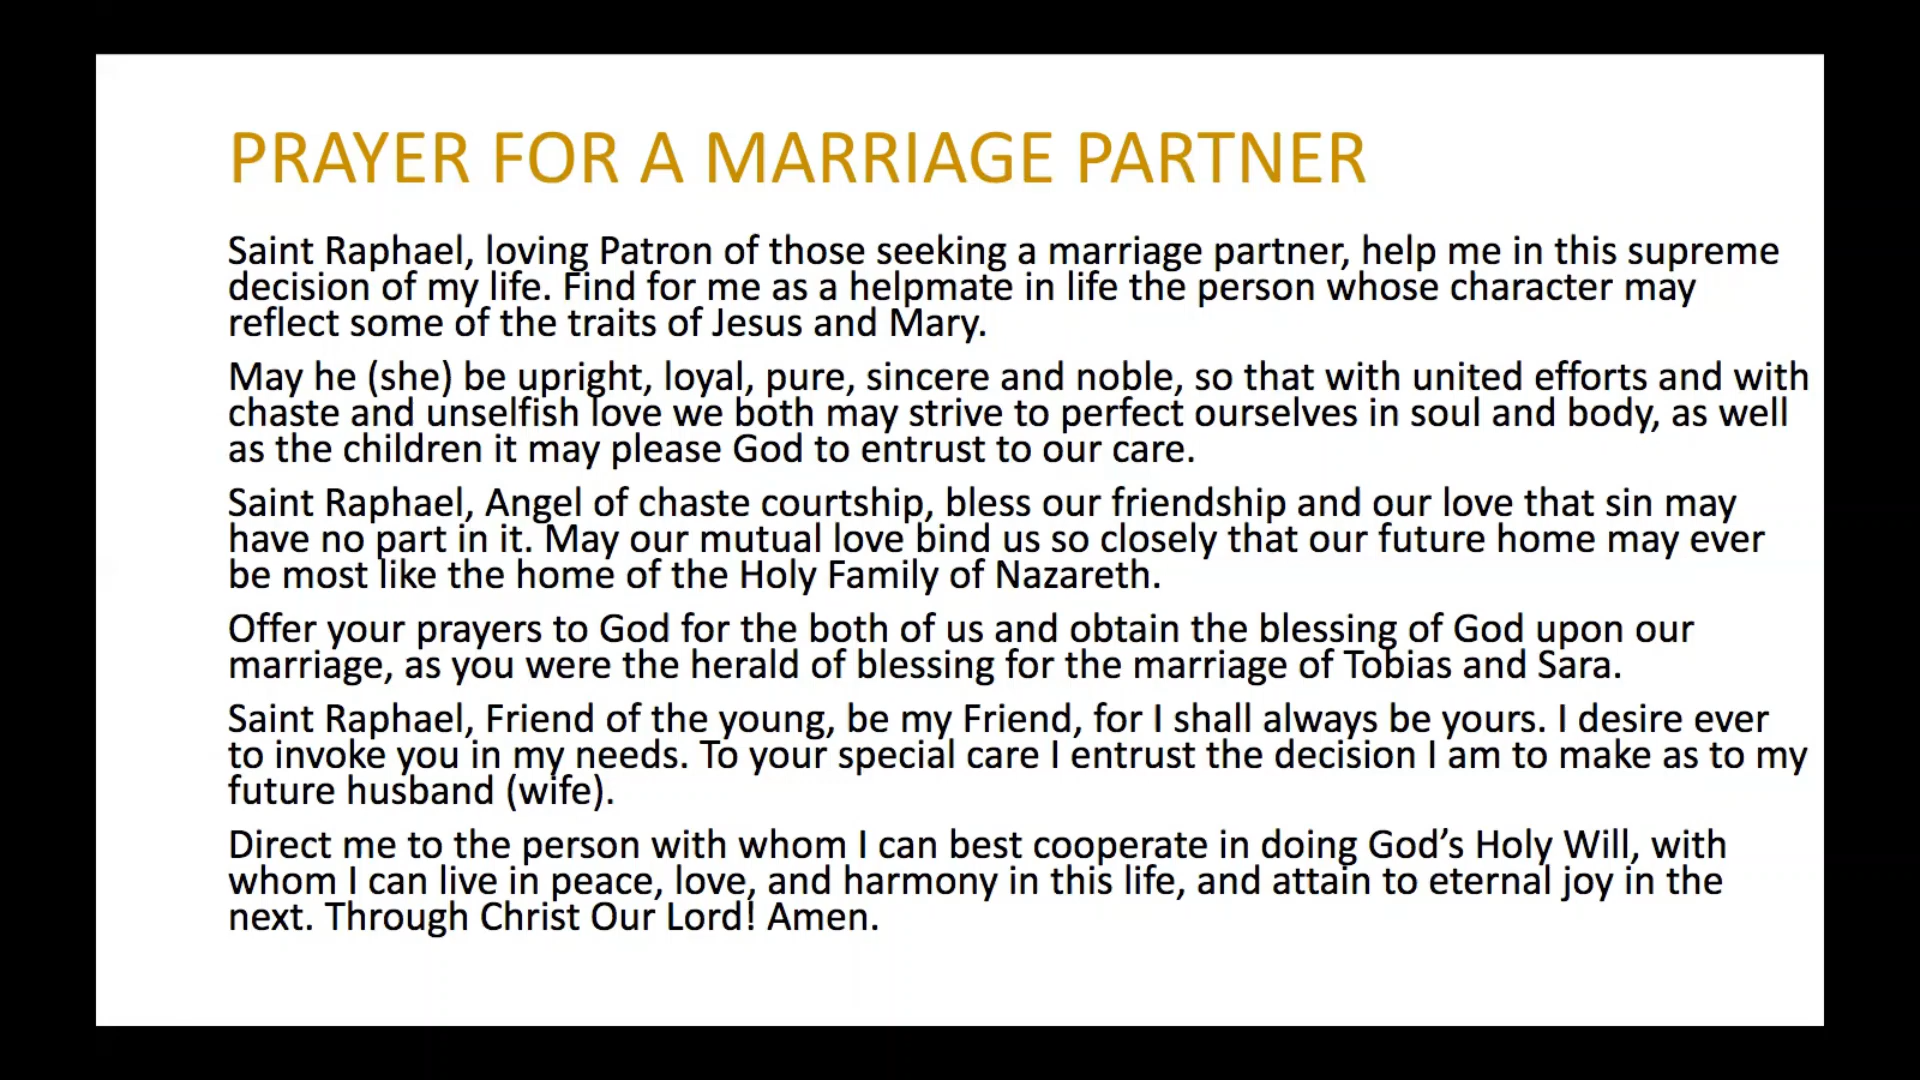 PRAYER FOR A MARRIAGE PARTNER
Saint Raphael, loving Patron of those seeking a marriage partner, help me in this supreme
decision of my life. Find for me as a helpmate in life the person whose character may
reflect some of the traits of Jesus and Mary.
May he (she) be upright, loyal, pure, sincere and noble, so that with united efforts and with
chaste and unselfish love we both may strive to perfect ourselves in soul and body, as well
as the children it may please God to entrust to our care.
Saint Raphael, Angel of chaste courtship, bless our friendship and our love that sin may
have no part in it. May our mutual love bind us so closely that our future home may ever
be most like the home of the Holy Family of Nazareth.
Offer your prayers to God for the both of us and obtain the blessing of God upon our
marriage, as you were the herald of blessing for the marriage of Tobias and Sara.
Saint Raphael, Friend of the young, be my Friend, for I shall always be yours. I desire ever
to invoke you in my needs. To your special care I entrust the decision I am to make as to my
future husband (wife).
Direct me to the person with whom I can best cooperate in doing God’s Holy Will, with
whom I can live in peace, love, and harmony in this life, and attain to eternal joy in the
next. Through Christ Our Lord! Amen.